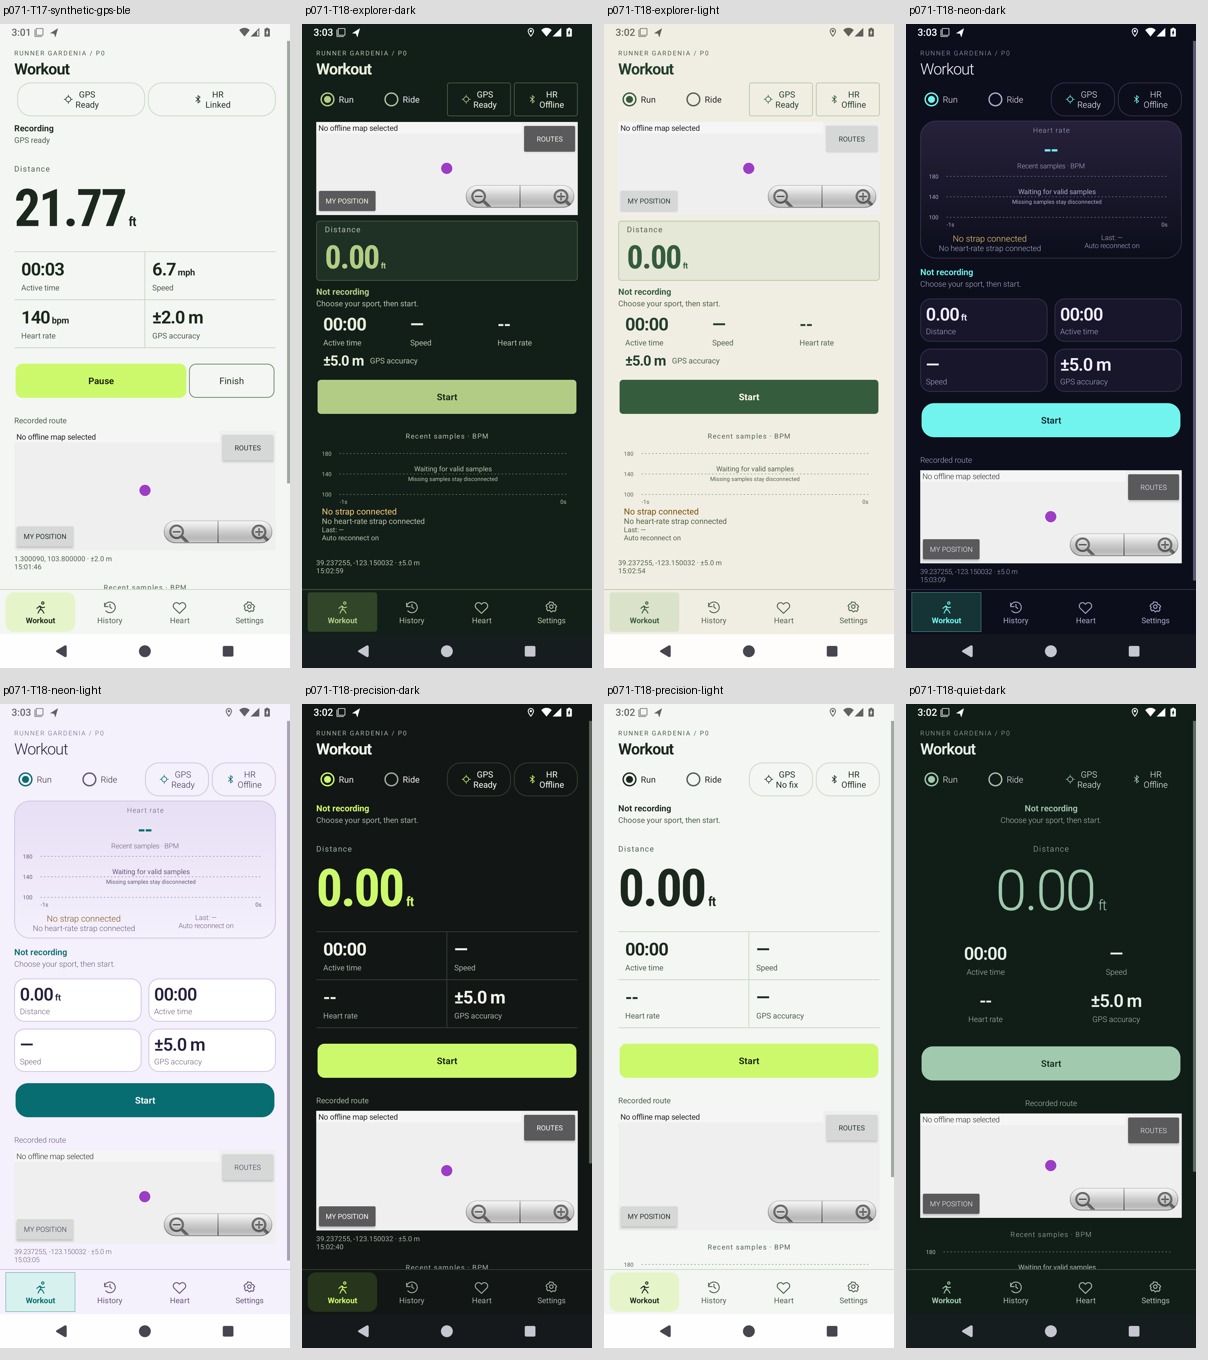 p071-T17-synthetic-gps-ble
3:01
RUNNER GARDENIA / P0
Workout
GPS
Ready
HR
Linked
Recording
GPS ready
Distance
21.77 ft
00:03
Active time
6.7 mph
Speed
140 bpm
Heart rate
±2.0 m
GPS accuracy
Pause
Finish
Recorded route
No offline map selected
ROUTES
MY POSITION
1.300090, 103.800000 · ±2.0 m
15:01:46
Recent samples · BPM
Workout
History
Heart
Settings
p071-T18-explorer-dark
3:03
RUNNER GARDENIA / P0
Workout
Run
Ride
GPS
Ready
HR
Offline
No offline map selected
ROUTES
MY POSITION
Distance
0.00 ft
Not recording
Choose your sport, then start.
00:00
Active time
—
Speed
--
Heart rate
±5.0 m GPS accuracy
Start
Recent samples · BPM
180
Waiting for valid samples
140
Missing samples stay disconnected
100
-1s
0s
No strap connected
No heart-rate strap connected
Last: —
Auto reconnect on
39.237255, -123.150032 · ±5.0 m
15:02:59
Workout
History
Heart
Settings
p071-T18-explorer-light
3:02
RUNNER GARDENIA / P0
Workout
Run
Ride
GPS
Ready
HR
Offline
No offline map selected
ROUTES
MY POSITION
Distance
0.00 ft
Not recording
Choose your sport, then start.
00:00
Active time
—
Speed
--
Heart rate
±5.0 m GPS accuracy
Start
Recent samples · BPM
180
Waiting for valid samples
140
Missing samples stay disconnected
100
-1s
0s
No strap connected
No heart-rate strap connected
Last: —
Auto reconnect on
39.237255, -123.150032 · ±5.0 m
15:02:54
Workout
History
Heart
Settings
p071-T18-neon-dark
3:03
RUNNER GARDENIA / P0
Workout
Run
Ride
GPS
Ready
HR
Offline
Heart rate
--
Recent samples · BPM
180
Waiting for valid samples
140
Missing samples stay disconnected
100
-1s
0s
No strap connected
No heart-rate strap connected
Last: —
Auto reconnect on
Not recording
Choose your sport, then start.
0.00 ft
Distance
00:00
Active time
—
Speed
±5.0 m
GPS accuracy
Start
Recorded route
No offline map selected
ROUTES
MY POSITION
39.237255, -123.150032 · ±5.0 m
15:03:09
Workout
History
Heart
Settings
p071-T18-neon-light
3:03
RUNNER GARDENIA / P0
Workout
Run
Ride
GPS
Ready
HR
Offline
Heart rate
--
Recent samples · BPM
180
Waiting for valid samples
140
Missing samples stay disconnected
100
-1s
0s
No strap connected
No heart-rate strap connected
Last: —
Auto reconnect on
Not recording
Choose your sport, then start.
0.00 ft
Distance
00:00
Active time
—
Speed
±5.0 m
GPS accuracy
Start
Recorded route
No offline map selected
ROUTES
MY POSITION
39.237255, -123.150032 · ±5.0 m
15:03:05
Workout
History
Heart
Settings
p071-T18-precision-dark
3:02
RUNNER GARDENIA / P0
Workout
Run
Ride
GPS
Ready
HR
Offline
Not recording
Choose your sport, then start.
Distance
0.00 ft
00:00
Active time
—
Speed
--
Heart rate
±5.0 m
GPS accuracy
Start
Recorded route
No offline map selected
ROUTES
MY POSITION
39.237255, -123.150032 · ±5.0 m
15:02:40
Recent samples · BPM
Workout
History
Heart
Settings
p071-T18-precision-light
3:02
RUNNER GARDENIA / P0
Workout
Run
Ride
GPS
No fix
HR
Offline
Not recording
Choose your sport, then start.
Distance
0.00 ft
00:00
Active time
—
Speed
--
Heart rate
—
GPS accuracy
Start
Recorded route
No offline map selected
ROUTES
MY POSITION
Recent samples · BPM
180
Workout
History
Heart
Settings
p071-T18-quiet-dark
3:02
RUNNER GARDENIA / P0
Workout
Run
Ride
GPS
Ready
HR
Offline
Not recording
Choose your sport, then start.
Distance
0.00 ft
00:00
Active time
—
Speed
--
Heart rate
±5.0 m
GPS accuracy
Start
Recorded route
No offline map selected
ROUTES
MY POSITION
Recent samples · BPM
180
Waiting for valid samples
Workout
History
Heart
Settings